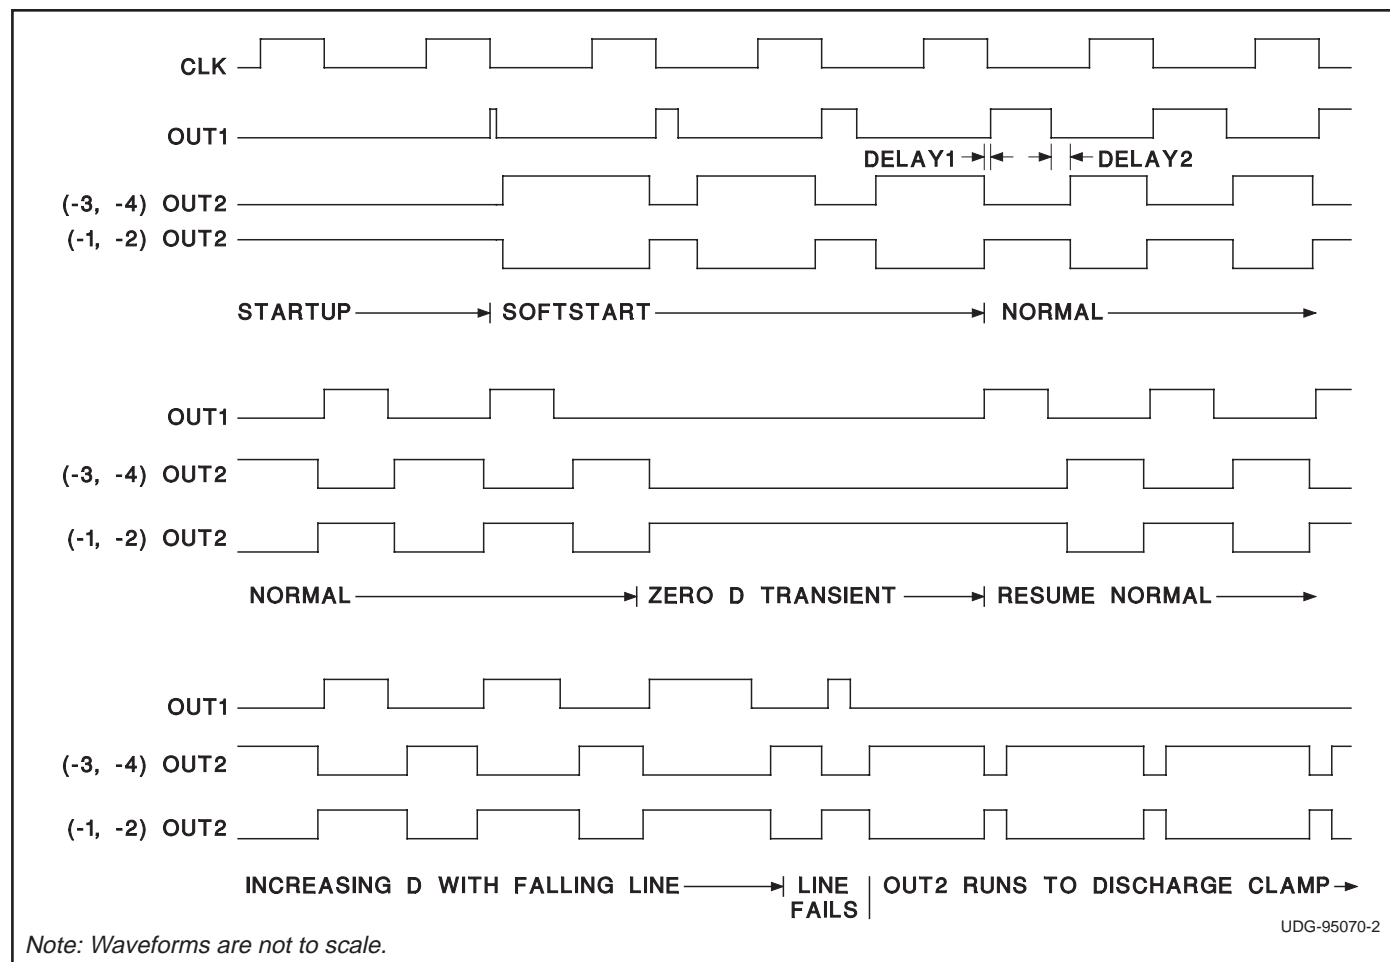 CLK
OUT1
DELAY1 DELAY2
(-3, -4) OUT2
(-1, -2) OUT2
STARTUP SOFTSTART NORMAL
OUT1
(-3, -4) OUT2
(-1, -2) OUT2
NORMAL ZERO D TRANSIENT RESUME NORMAL
OUT1
(-3, -4) OUT2
(-1, -2) OUT2
INCREASING D WITH FALLING LINE LINE FAILS OUT2 RUNS TO DISCHARGE CLAMP
UDG-95070-2
Note: Waveforms are not to scale.